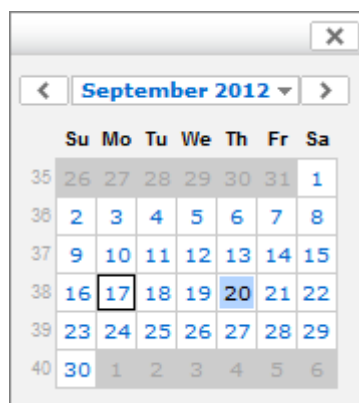 September 2012
Su Mo Tu We Th Fr Sa
35 26 27 28 29 30 31 1
36 2 3 4 5 6 7 8
37 9 10 11 12 13 14 15
38 16 17 18 19 20 21 22
39 23 24 25 26 27 28 29
40 30 1 2 3 4 5 6